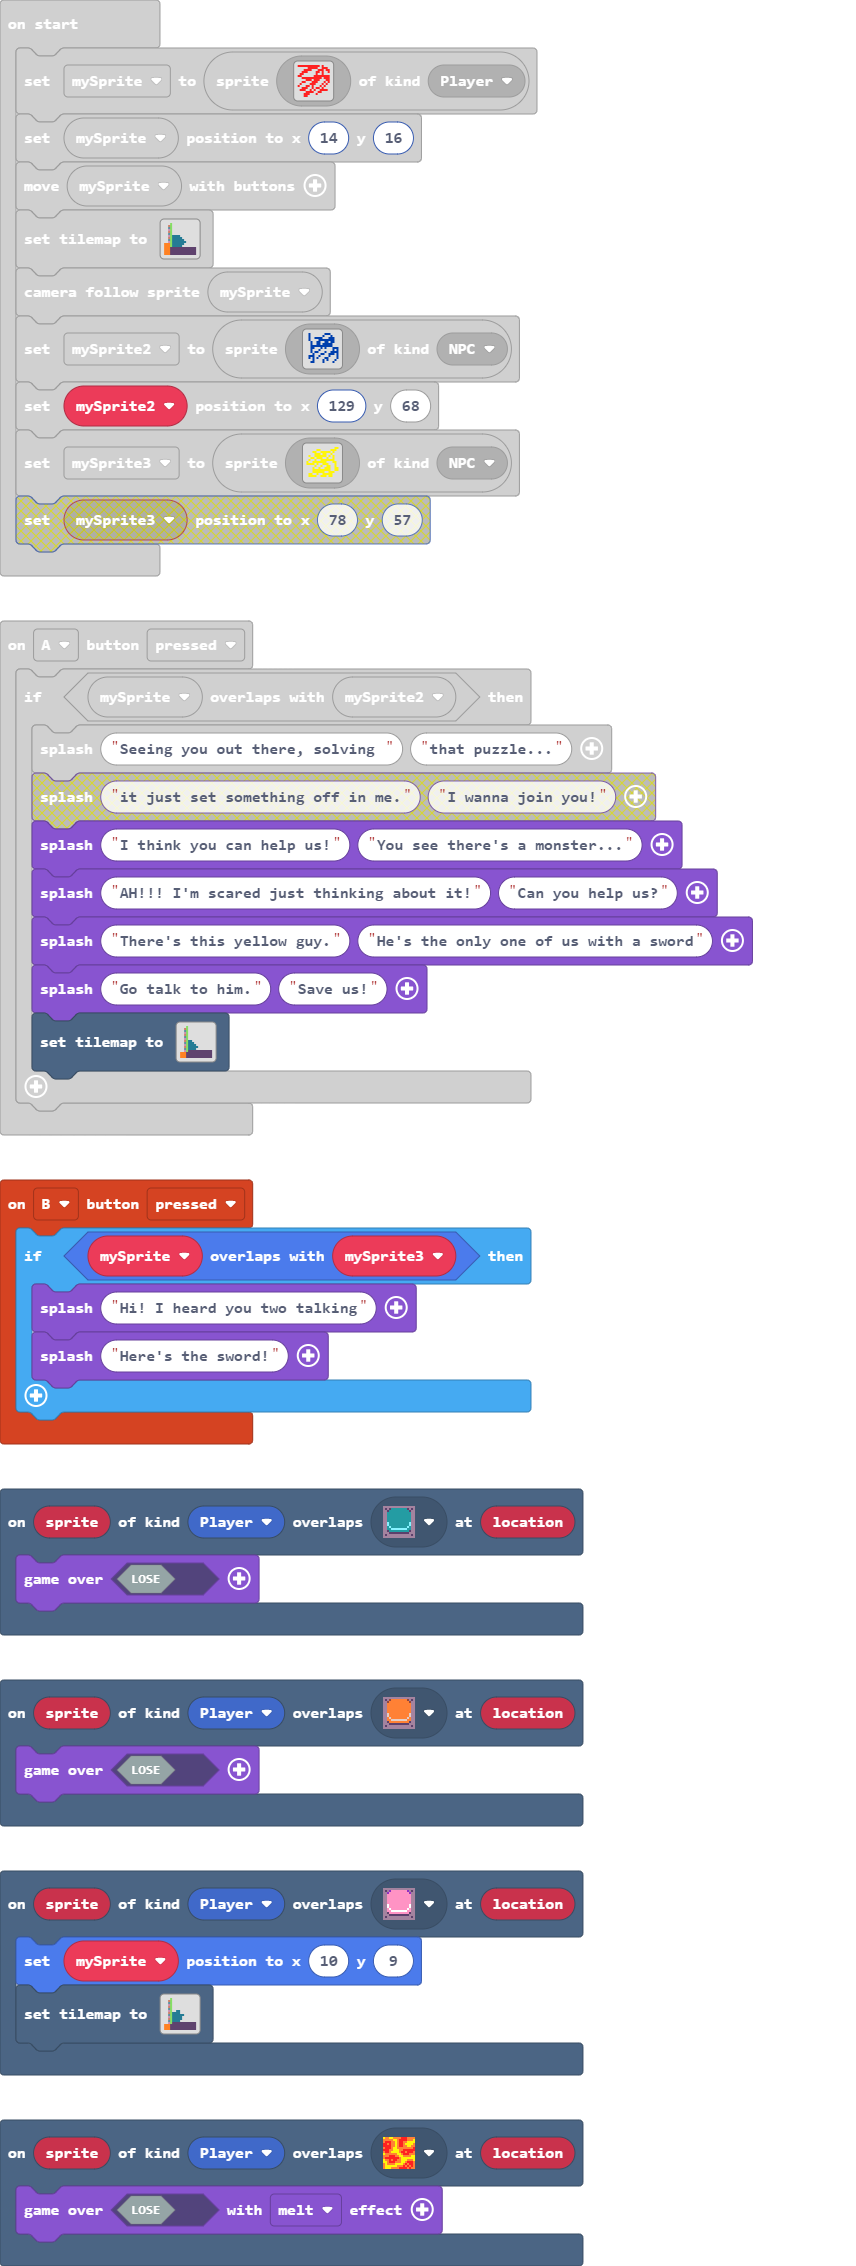 on start
set mySprite to sprite of kind Player
set mySprite position to x 14 y 16
move mySprite with buttons
set tilemap to
camera follow sprite mySprite
set mySprite2 to sprite of kind NPC
set mySprite2 position to x 129 y 68
set mySprite3 to sprite of kind NPC
set mySprite3 position to x 78 y 57
on A button pressed
if mySprite overlaps with mySprite2 then
splash "Seeing you out there, solving " "that puzzle..."
splash "it just set something off in me." "I wanna join you!"
splash "I think you can help us!" "You see there's a monster..."
splash "AH!!! I'm scared just thinking about it!" "Can you help us?"
splash "There's this yellow guy." "He's the only one of us with a sword"
splash "Go talk to him." "Save us!"
set tilemap to
on B button pressed
if mySprite overlaps with mySprite3 then
splash "Hi! I heard you two talking"
splash "Here's the sword!"
on sprite of kind Player overlaps at location
game over LOSE
on sprite of kind Player overlaps at location
game over LOSE
on sprite of kind Player overlaps at location
set mySprite position to x 10 y 9
set tilemap to
on sprite of kind Player overlaps at location
game over LOSE with melt effect